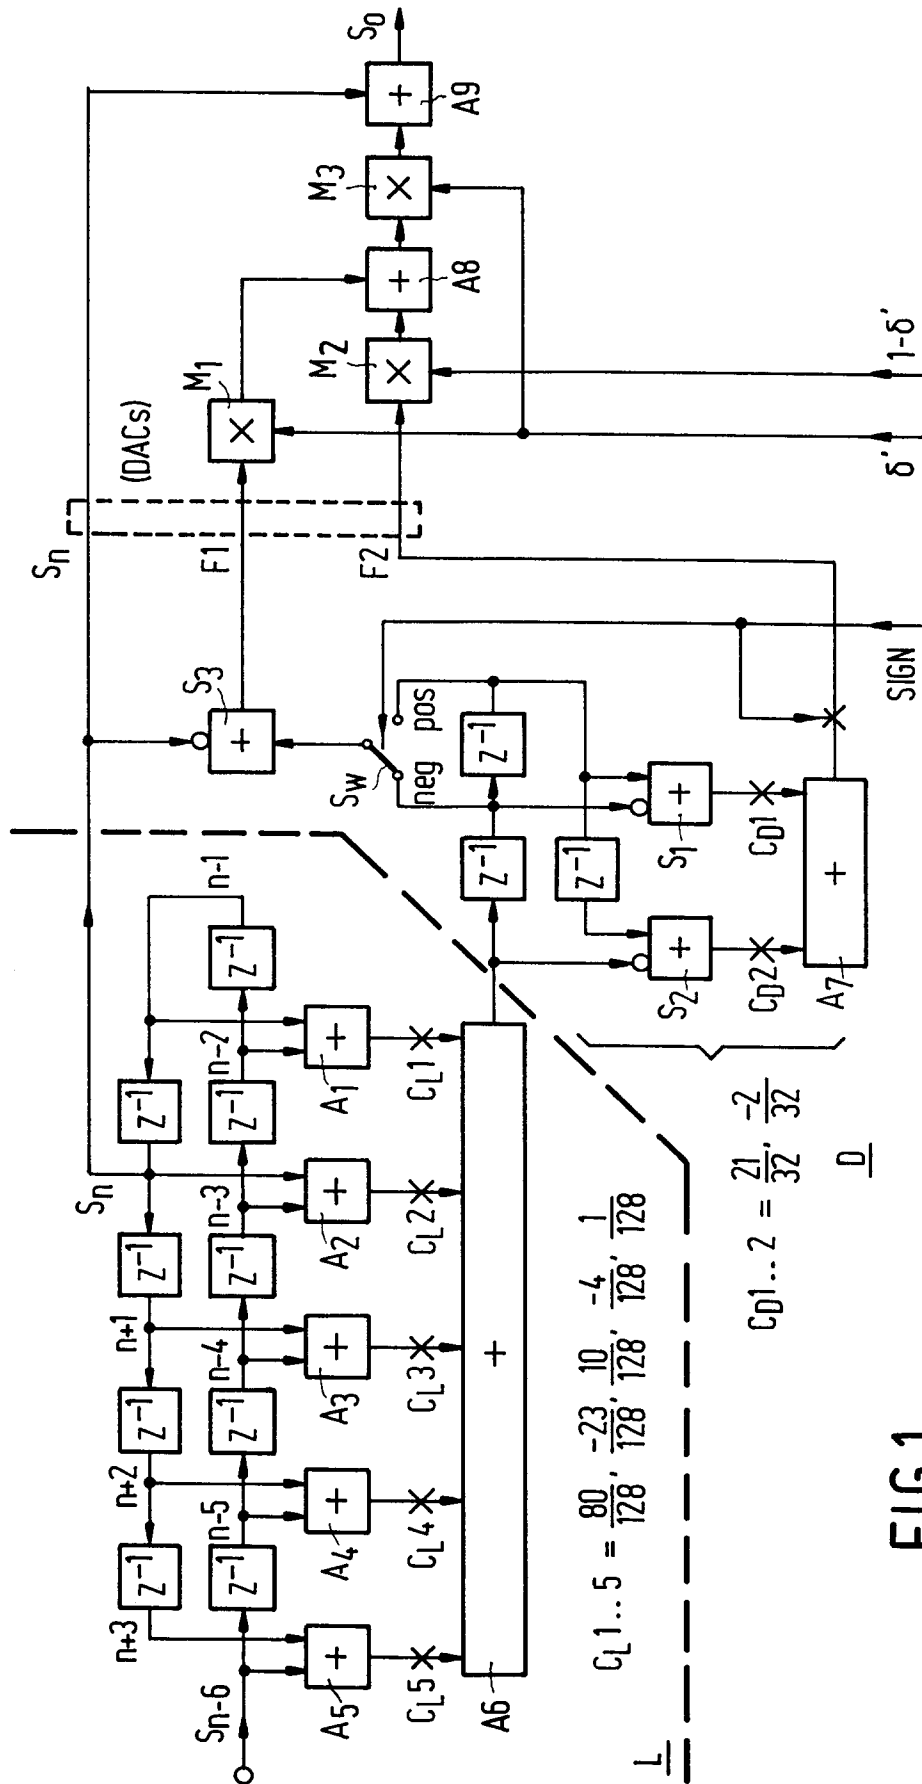 Sn
(DACs)
F1
F2
S3
M1
M2
M3
A8
A9
So
Sw
neg
pos
Sn-6
n-5
n-4
n-3
n-2
n-1
Sn
n+1
n+2
n+3
z-1
z-1
z-1
z-1
z-1
z-1
z-1
z-1
z-1
z-1
z-1
z-1
+
+
+
+
+
+
+
+
+
+
+
+
×
×
×
A5
A4
A3
A2
A1
CL5
CL4
CL3
CL2
CL1
A6
S2
S1
CD2
CD1
A7
SIGN
δ'
1-δ'
CL1..5 = 80/128, -23/128, 10/128, -4/128, 1/128
CD1..2 = 21/32, -2/32
L
D
FIG.1